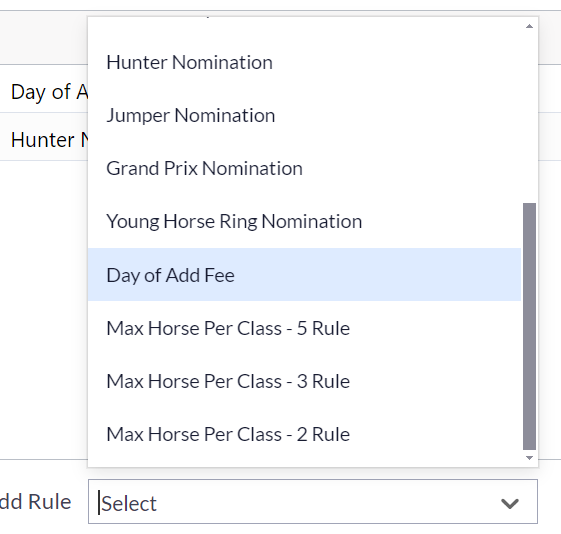 Hunter Nomination
Jumper Nomination
Grand Prix Nomination
Young Horse Ring Nomination
Day of Add Fee
Max Horse Per Class - 5 Rule
Max Horse Per Class - 3 Rule
Max Horse Per Class - 2 Rule
Day of A
Hunter N
dd Rule
Select